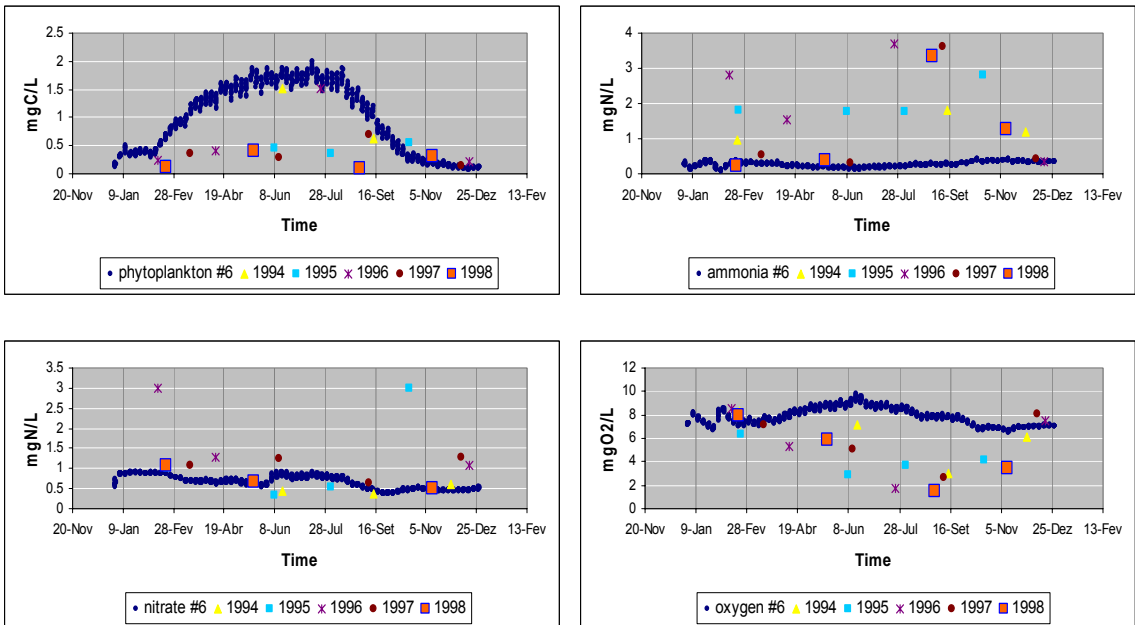 mgC/L
2.5
2
1.5
1
0.5
0
20-Nov 9-Jan 28-Fev 19-Abr 8-Jun 28-Jul 16-Set 5-Nov 25-Dez 13-Fev
Time
phytoplankton #6 1994 1995 1996 1997 1998
mgN/L
4
3
2
1
0
20-Nov 9-Jan 28-Fev 19-Abr 8-Jun 28-Jul 16-Set 5-Nov 25-Dez 13-Fev
Time
ammonia #6 1994 1995 1996 1997 1998
mgN/L
3.5
3
2.5
2
1.5
1
0.5
0
20-Nov 9-Jan 28-Fev 19-Abr 8-Jun 28-Jul 16-Set 5-Nov 25-Dez 13-Fev
Time
nitrate #6 1994 1995 1996 1997 1998
mgO2/L
12
10
8
6
4
2
0
20-Nov 9-Jan 28-Fev 19-Abr 8-Jun 28-Jul 16-Set 5-Nov 25-Dez 13-Fev
Time
oxygen #6 1994 1995 1996 1997 1998